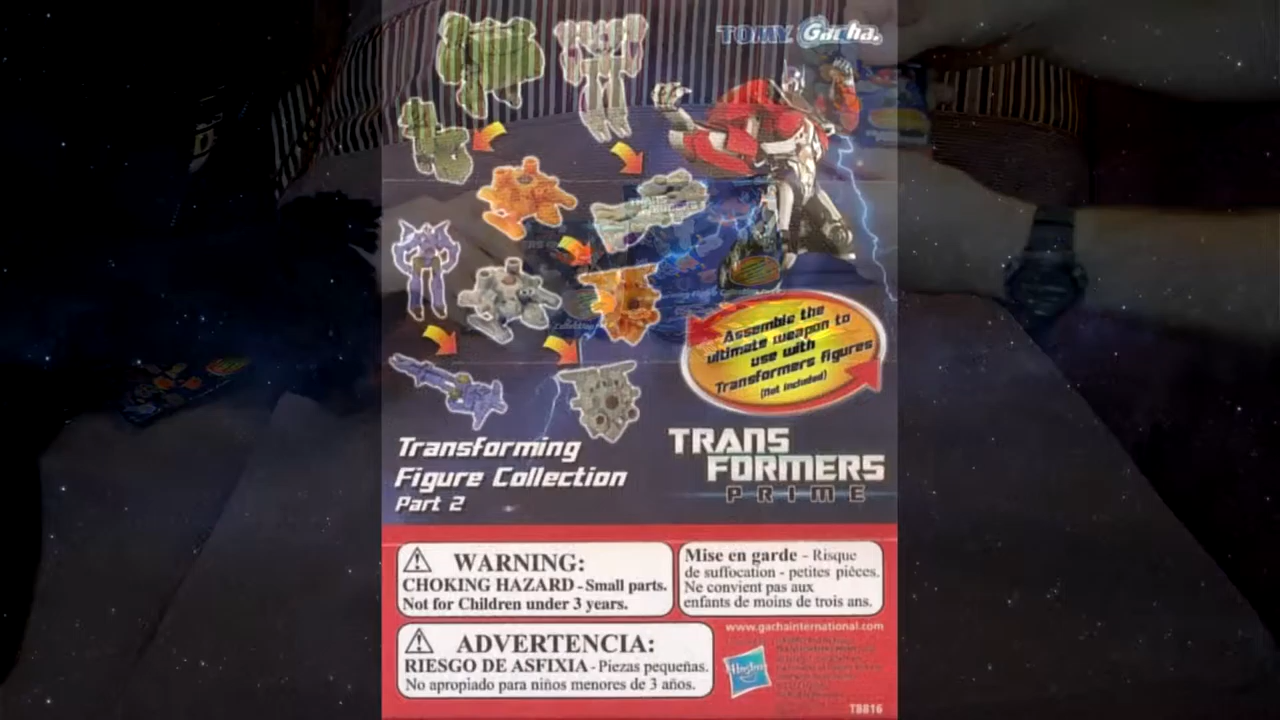 TOMY Gacha.
Assemble the
ultimate weapon to
use with
Transformers figures
(Not included)
Transforming
Figure Collection
Part 2
TRANS
FORMERS
PRIME
WARNING:
CHOKING HAZARD - Small parts.
Not for Children under 3 years.
Mise en garde - Risque
de suffocation - petites pièces.
Ne convient pas aux
enfants de moins de trois ans.
ADVERTENCIA:
RIESGO DE ASFIXIA - Piezas pequeñas.
No apropiado para niños menores de 3 años.
www.gachainternational.com
Hasbro
T8816